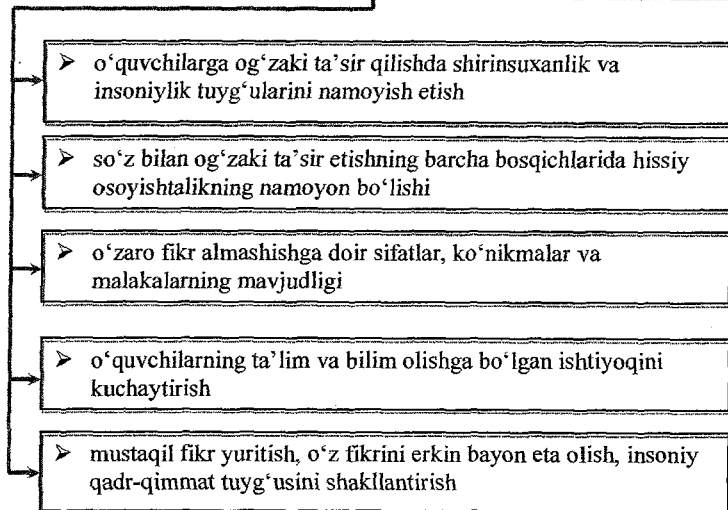 ➢ o‘quvchilarga og‘zaki ta’sir qilishda shirinsuxanlik va
insoniylik tuyg‘ularini namoyish etish
➢ so‘z bilan og‘zaki ta’sir etishning barcha bosqichlarida hissiy
osoyishtalikning namoyon bo‘lishi
➢ o‘zaro fikr almashishga doir sifatlar, ko‘nikmalar va
malakalarning mavjudligi
➢ o‘quvchilarning ta’lim va bilim olishga bo‘lgan ishtiyoqini
kuchaytirish
➢ mustaqil fikr yuritish, o‘z fikrini erkin bayon eta olish, insoniy
qadr-qimmat tuyg‘usini shakllantirish